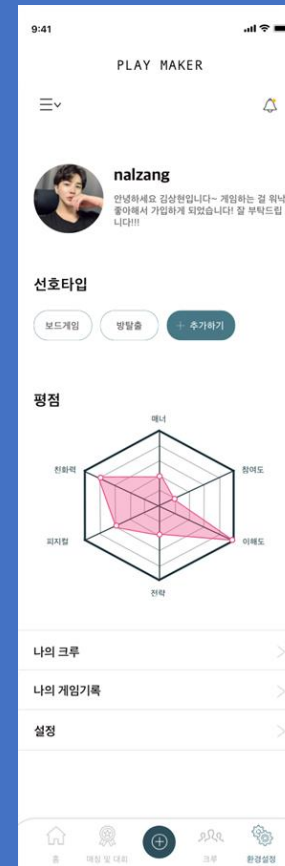 9:41
PLAY MAKER
nalzang
안녕하세요 김상현입니다~ 게임하는 걸 워낙
좋아해서 가입하게 되었습니다! 잘 부탁드립
니다!!!
선호타입
보드게임
방탈출
+ 추가하기
평점
매너
친화력
참여도
피지컬
이해도
전략
나의 크루
나의 게임기록
설정
홈
매칭 및 대회
크루
환경설정